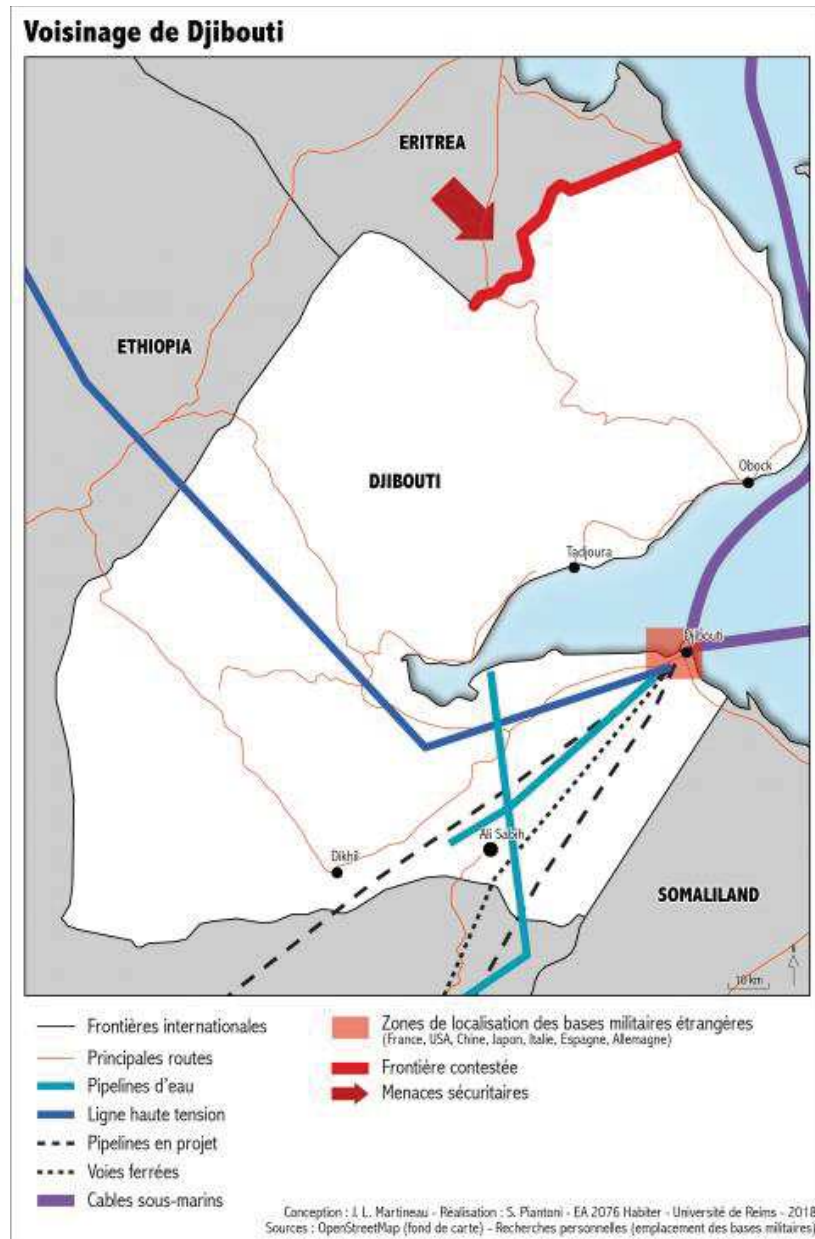 Voisinage de Djibouti
ERITREA
ETHIOPIA
DJIBOUTI
Obock
Tadjoura
Djibouti
Ali Sabih
Dikhil
SOMALILAND
N
10 km
Frontières internationales
Principales routes
Pipelines d'eau
Ligne haute tension
Pipelines en projet
Voies ferrées
Cables sous-marins
Zones de localisation des bases militaires étrangères
(France, USA, Chine, Japon, Italie, Espagne, Allemagne)
Frontière contestée
Menaces sécuritaires
Conception : J. L. Martineau - Réalisation : S. Piantoni - EA 2076 Habiter - Université de Reims - 2018
Sources : OpenStreetMap (fond de carte) - Recherches personnelles (emplacement des bases militaires)